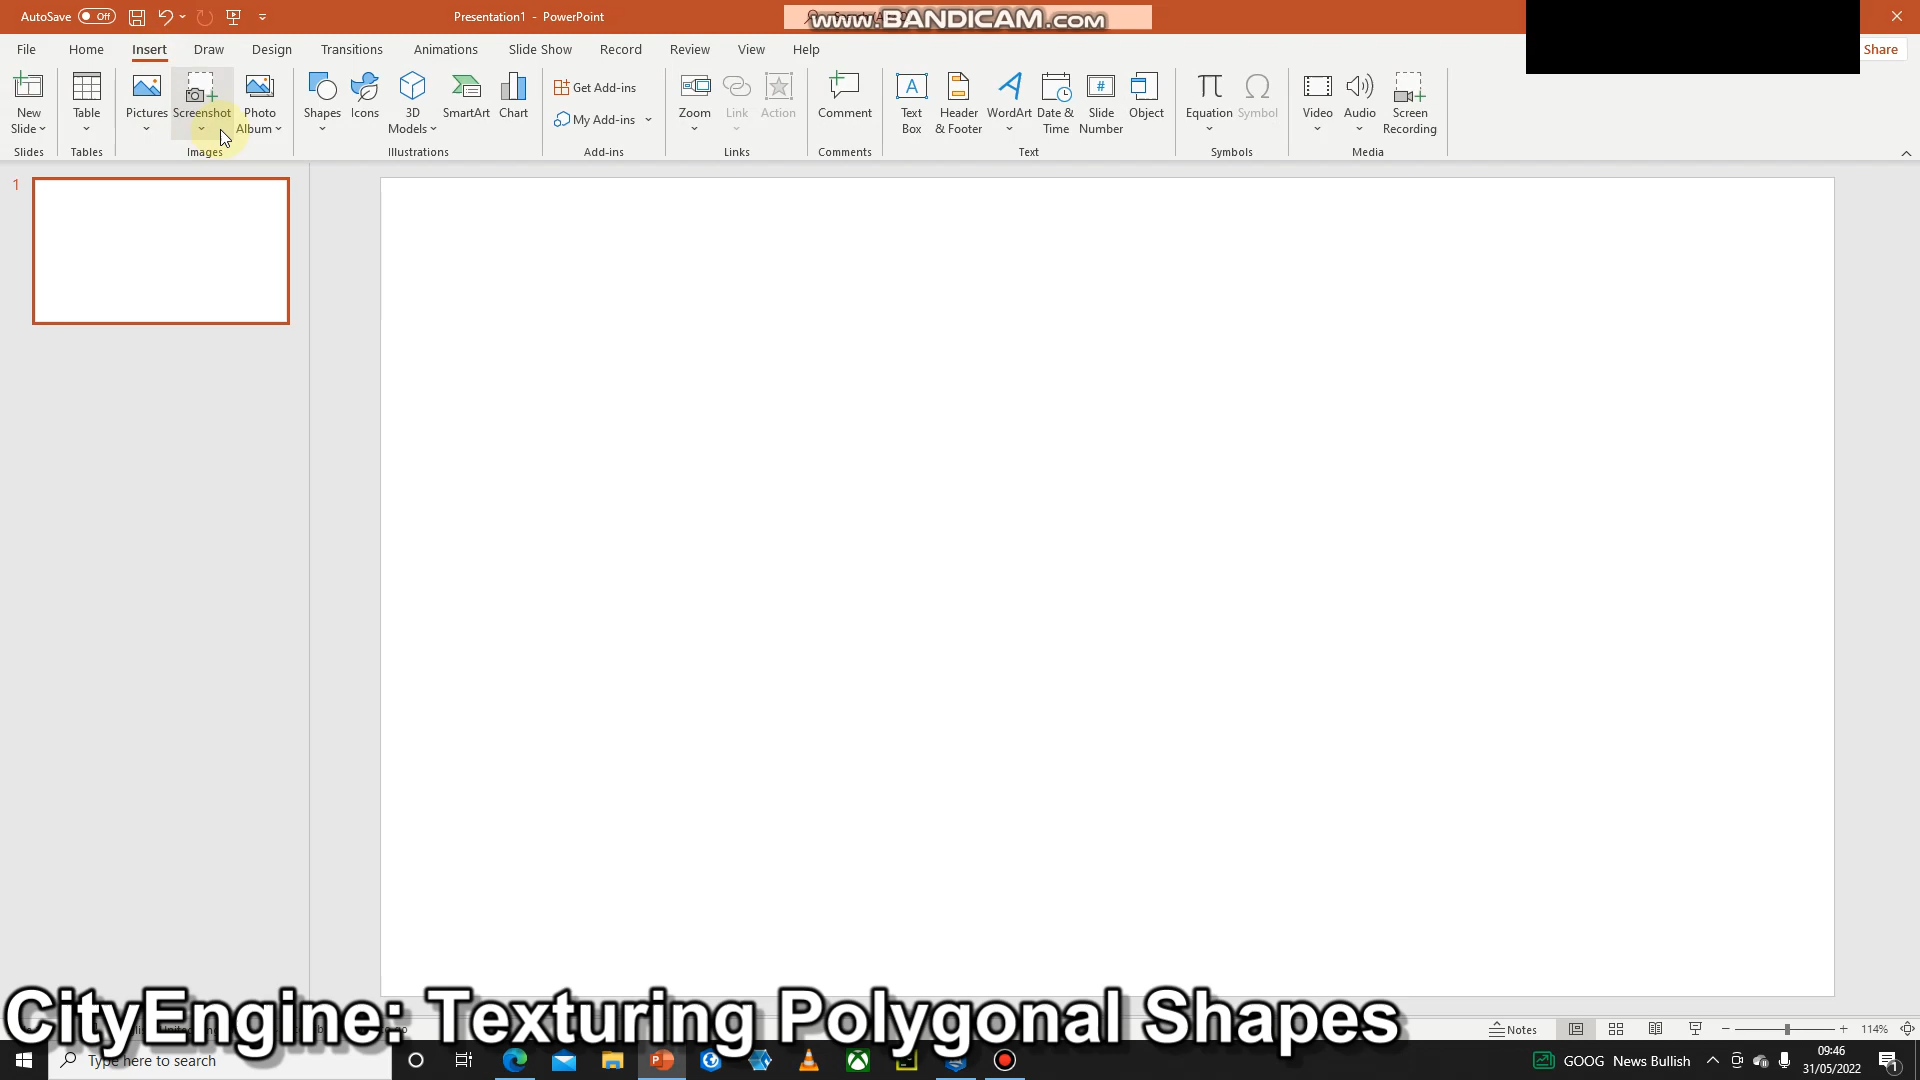 AutoSave Off
Presentation1 - PowerPoint
www.BANDICAM.com
File Home Insert Draw Design Transitions Animations Slide Show Record Review View Help
Share
New Slide
Table
Pictures
Screenshot
Photo Album
Shapes
Icons
3D Models
SmartArt
Chart
Get Add-ins
My Add-ins
Zoom
Link
Action
Comment
Text Box
Header & Footer
WordArt
Date & Time
Slide Number
Object
Equation
Symbol
Video
Audio
Screen Recording
Slides Tables Images Illustrations Add-ins Links Comments Text Symbols Media
1
CityEngine: Texturing Polygonal Shapes
Notes
114%
Type here to search
GOOG News Bullish
09:46
31/05/2022
1